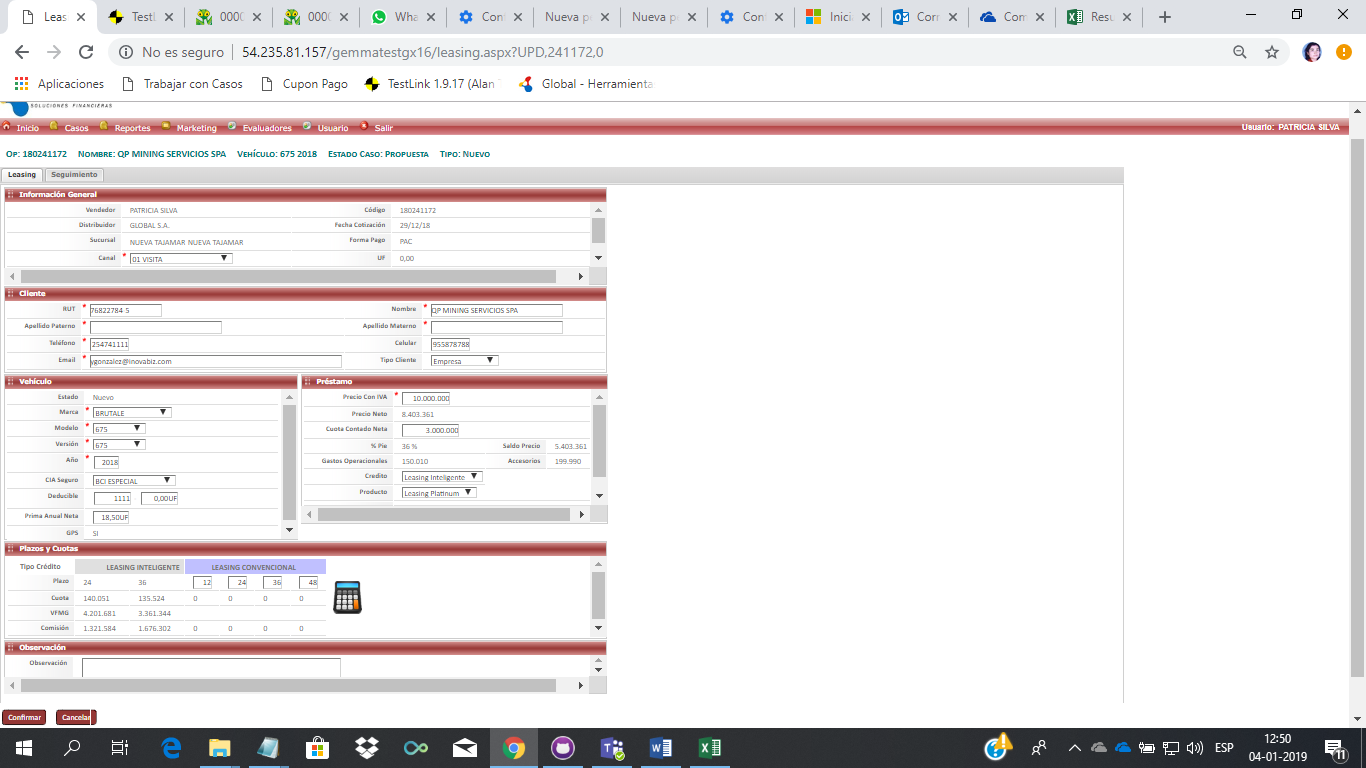 Leas
TestL
0000
0000
Wha
Cont
Nueva pe
Nueva pe
Cont
Inicia
Corr
Com
Resu
No es seguro | 54.235.81.157/gemmatestgx16/leasing.aspx?UPD,241172,0
Aplicaciones Trabajar con Casos Cupon Pago TestLink 1.9.17 (Alan Global - Herramienta
SOLUCIONES FINANCIERAS
Inicio Casos Reportes Marketing Evaluadores Usuario Salir Usuario: PATRICIA SILVA
OP: 180241172 NOMBRE: QP MINING SERVICIOS SPA VEHÍCULO: 675 2018 ESTADO CASO: PROPUESTA TIPO: NUEVO
Leasing Seguimiento
Información General
Vendedor PATRICIA SILVA Código 180241172
Distribuidor GLOBAL S.A. Fecha Cotización 29/12/18
Sucursal NUEVA TAJAMAR NUEVA TAJAMAR Forma Pago PAC
Canal * 01 VISITA UF 0,00
Cliente
RUT * 76822784-5 Nombre * QP MINING SERVICIOS SPA
Apellido Paterno * Apellido Materno *
Teléfono * 254741111 Celular 955878788
Email * ygonzalez@inovabiz.com Tipo Cliente Empresa
Vehículo
Estado Nuevo
Marca * BRUTALE
Modelo * 675
Versión * 675
Año * 2018
CIA Seguro BCI ESPECIAL
Deducible 1111 0,00UF
Prima Anual Neta 18,50UF
GPS SI
Préstamo
Precio Con IVA * 10.000.000
Precio Neto 8.403.361
Cuota Contado Neta 3.000.000
% Pie 36 % Saldo Precio 5.403.361
Gastos Operacionales 150.010 Accesorios 199.990
Credito Leasing Inteligente
Producto Leasing Platinum
Plazos y Cuotas
Tipo Crédito LEASING INTELIGENTE LEASING CONVENCIONAL
Plazo 24 36 12 24 36 48
Cuota 140.051 135.524 0 0 0 0
VFMG 4.201.681 3.361.344
Comisión 1.321.584 1.676.302 0 0 0 0
Observación
Observación
Confirmar Cancelar
ESP
12:50
04-01-2019
11